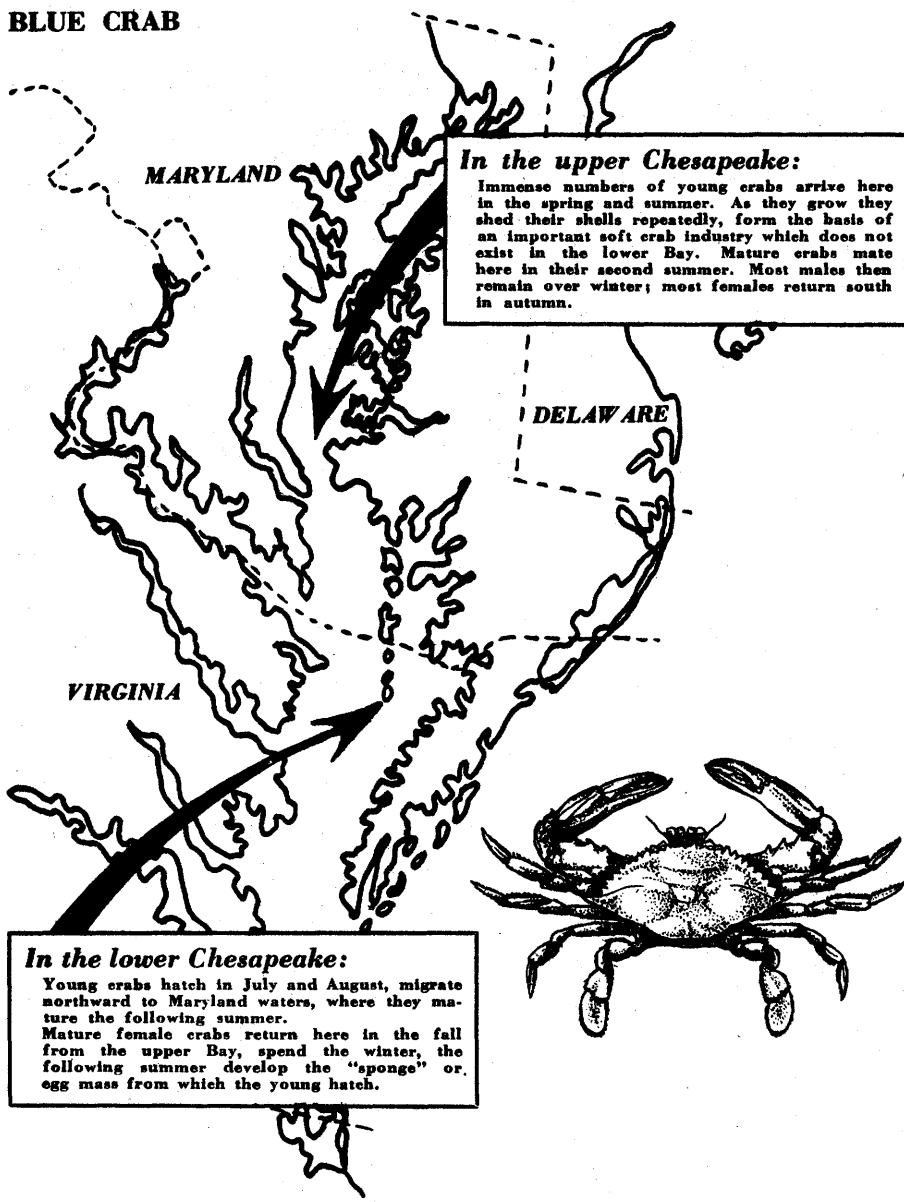 BLUE CRAB
MARYLAND
In the upper Chesapeake:
Immense numbers of young crabs arrive here
in the spring and summer. As they grow they
shed their shells repeatedly, form the basis of
an important soft crab industry which does not
exist in the lower Bay. Mature crabs mate
here in their second summer. Most males then
remain over winter; most females return south
in autumn.
DELAWARE
VIRGINIA
In the lower Chesapeake:
Young crabs hatch in July and August, migrate
northward to Maryland waters, where they ma-
ture the following summer.
Mature female crabs return here in the fall
from the upper Bay, spend the winter, the
following summer develop the “sponge” or
egg mass from which the young hatch.